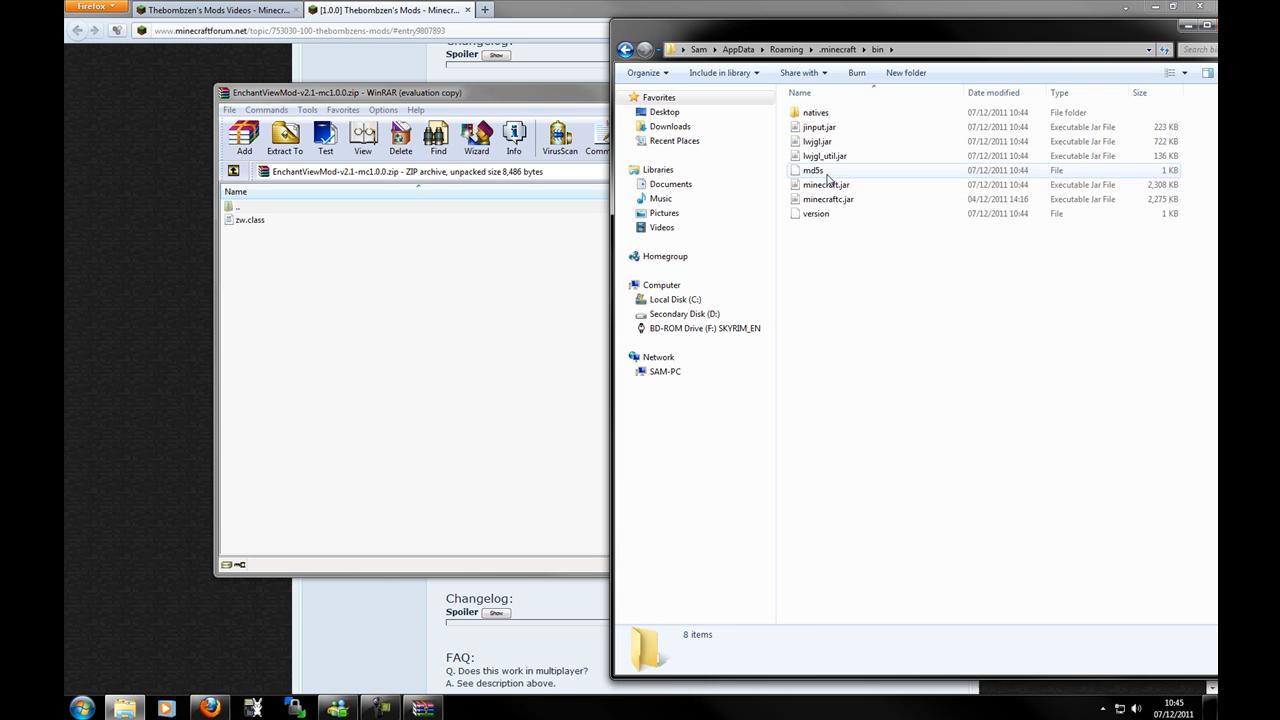 Firefox
Thebombzen's Mods Videos - Minecr...
[1.0.0] Thebombzen's Mods - Minecr...
www.minecraftforum.net/topic/753030-100-thebombzens-mods/#entry9807893
Changelog:
Spoiler Show
EnchantViewMod-v2.1-mc1.0.0.zip - WinRAR (evaluation copy)
File Commands Tools Favorites Options Help
Add Extract To Test View Delete Find Wizard Info VirusScan Comm
EnchantViewMod-v2.1-mc1.0.0.zip - ZIP archive, unpacked size 8,486 bytes
Name
..
zw.class
Changelog:
Spoiler Show
FAQ:
Q. Does this work in multiplayer?
A. See description above.
Sam AppData Roaming .minecraft bin
Search bin
Organize Include in library Share with Burn New folder
Favorites
Desktop
Downloads
Recent Places
Libraries
Documents
Music
Pictures
Videos
Homegroup
Computer
Local Disk (C:)
Secondary Disk (D:)
BD-ROM Drive (F:) SKYRIM_EN
Network
SAM-PC
Name Date modified Type Size
natives 07/12/2011 10:44 File folder
jinput.jar 07/12/2011 10:44 Executable Jar File 223 KB
lwjgl.jar 07/12/2011 10:44 Executable Jar File 722 KB
lwjgl_util.jar 07/12/2011 10:44 Executable Jar File 136 KB
md5s 07/12/2011 10:44 File 1 KB
minecraft.jar 07/12/2011 10:44 Executable Jar File 2,308 KB
minecraftc.jar 04/12/2011 14:16 Executable Jar File 2,275 KB
version 07/12/2011 10:44 File 1 KB
8 items
10:45
07/12/2011